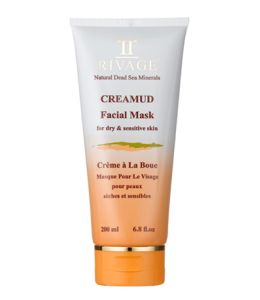 RIVAGE
Natural Dead Sea Minerals
CREAMUD
Facial Mask
for dry & sensitive skin
Crème à La Boue
Masque Pour Le Visage
pour peaux
sèches et sensibles
200 ml 6.8 fl.oz